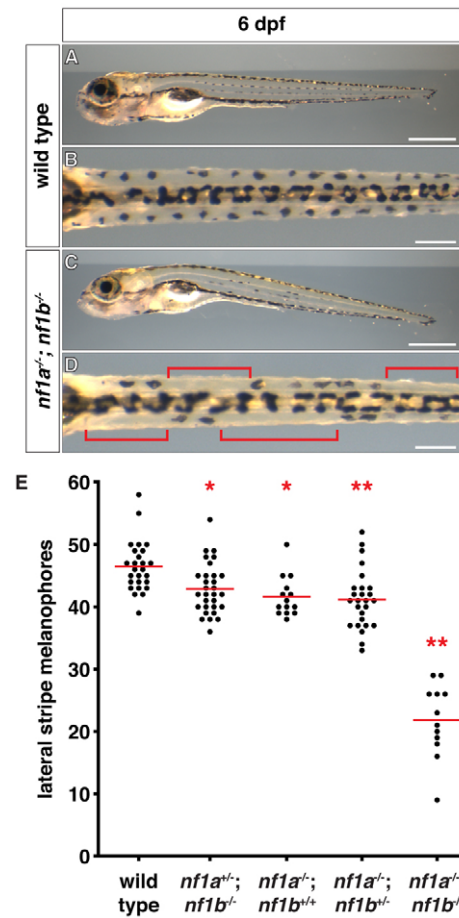 6 dpf
wild type
A
B
nf1a-/-; nf1b-/-
C
D
E
lateral stripe melanophores
60
50
40
30
20
10
0
*
*
**
**
wild
type
nf1a+/-;
nf1b-/-
nf1a-/-;
nf1b+/+
nf1a-/-;
nf1b+/-
nf1a-/-
nf1b-/